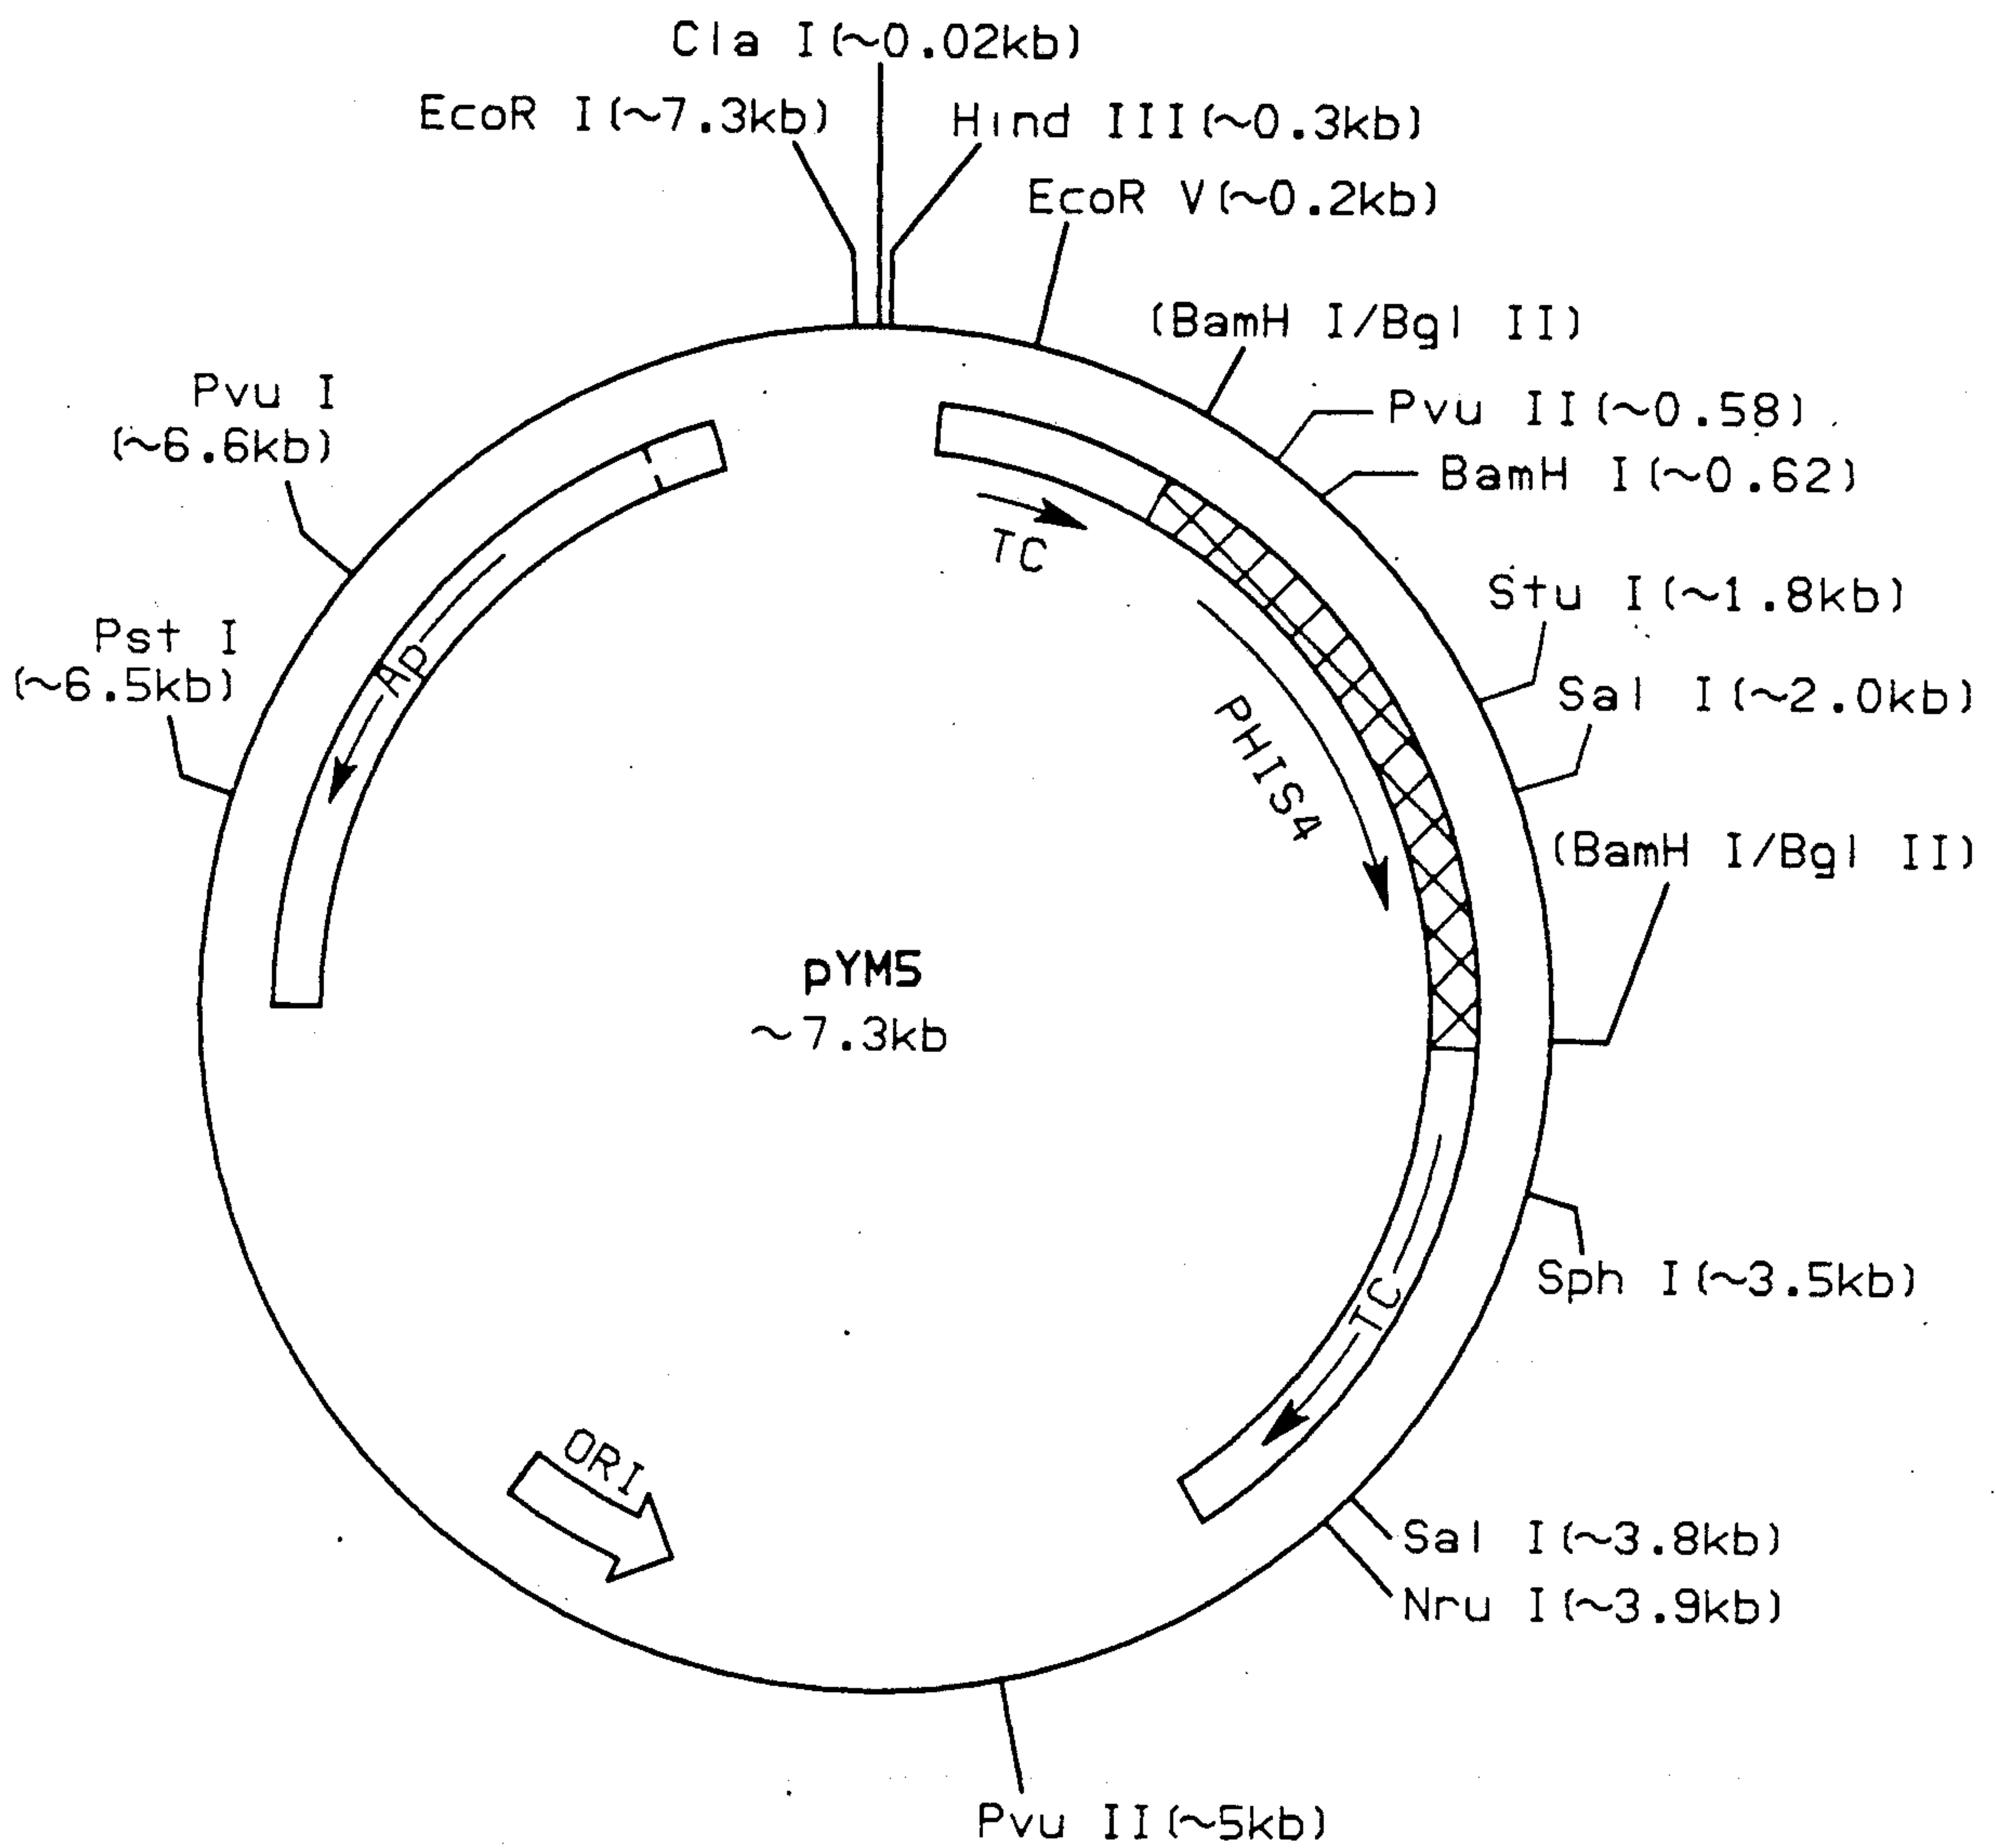 Cla I(~0.02kb)
EcoR I(~7.3kb)
Hind III(~0.3kb)
EcoR V(~0.2kb)
(BamH I/Bgl II)
Pvu II(~0.58)
BamH I(~0.62)
Stu I(~1.8kb)
Sal I(~2.0kb)
(BamH I/Bgl II)
Sph I(~3.5kb)
Sal I(~3.8kb)
Nru I(~3.9kb)
Pvu II(~5kb)
Pst I
(~6.5kb)
Pvu I
(~6.6kb)
AP
TC
PHIS4
TC
ORI
pYM5
~7.3kb